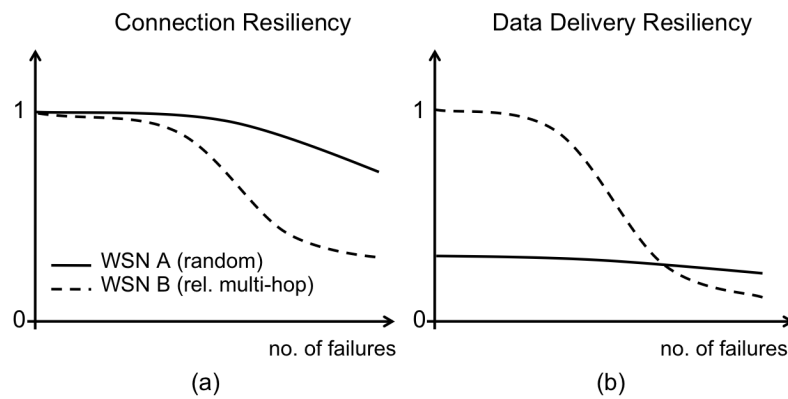 Connection Resiliency
1
0
WSN A (random)
WSN B (rel. multi-hop)
no. of failures
(a)
Data Delivery Resiliency
1
0
no. of failures
(b)